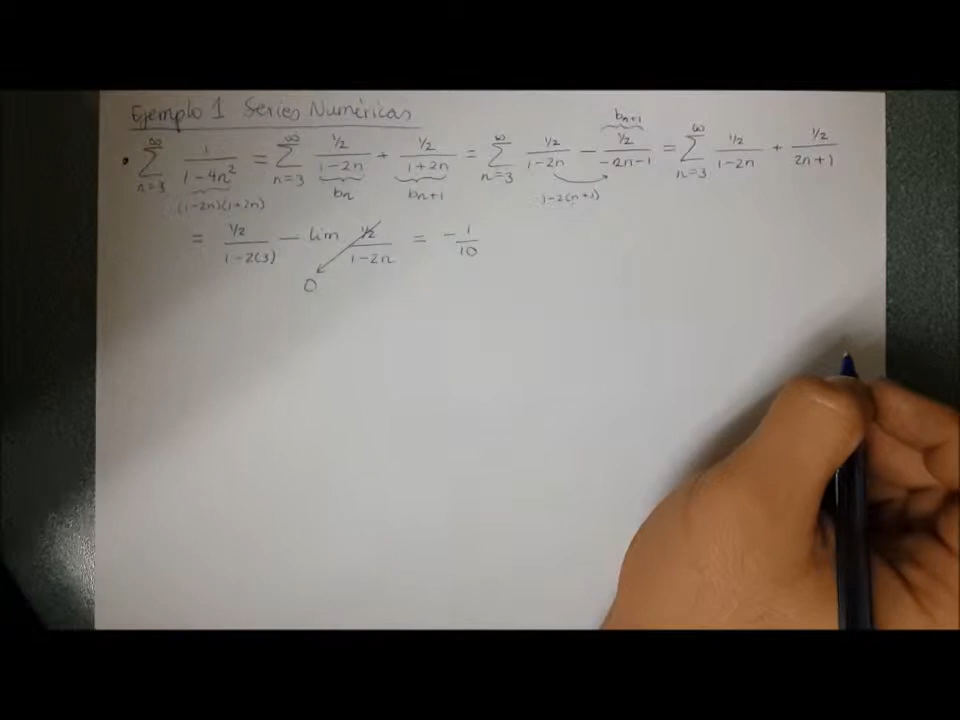 Ejemplo 1 Series Numéricas
• ∑_{n=3}^{∞} 1/(1-4n²) = ∑_{n=3}^{∞} (1/2)/(1-2n) + (1/2)/(1+2n) = ∑_{n=3}^{∞} (1/2)/(1-2n) - (1/2)/(-2n-1) = ∑_{n=3}^{∞} (1/2)/(1-2n) + (1/2)/(2n+1)
(1-2n)(1+2n) bn bn+1 1-2(n+1) bn+1
= (1/2)/(1-2(3)) - lim (1/2)/(1-2n) = -1/10
0